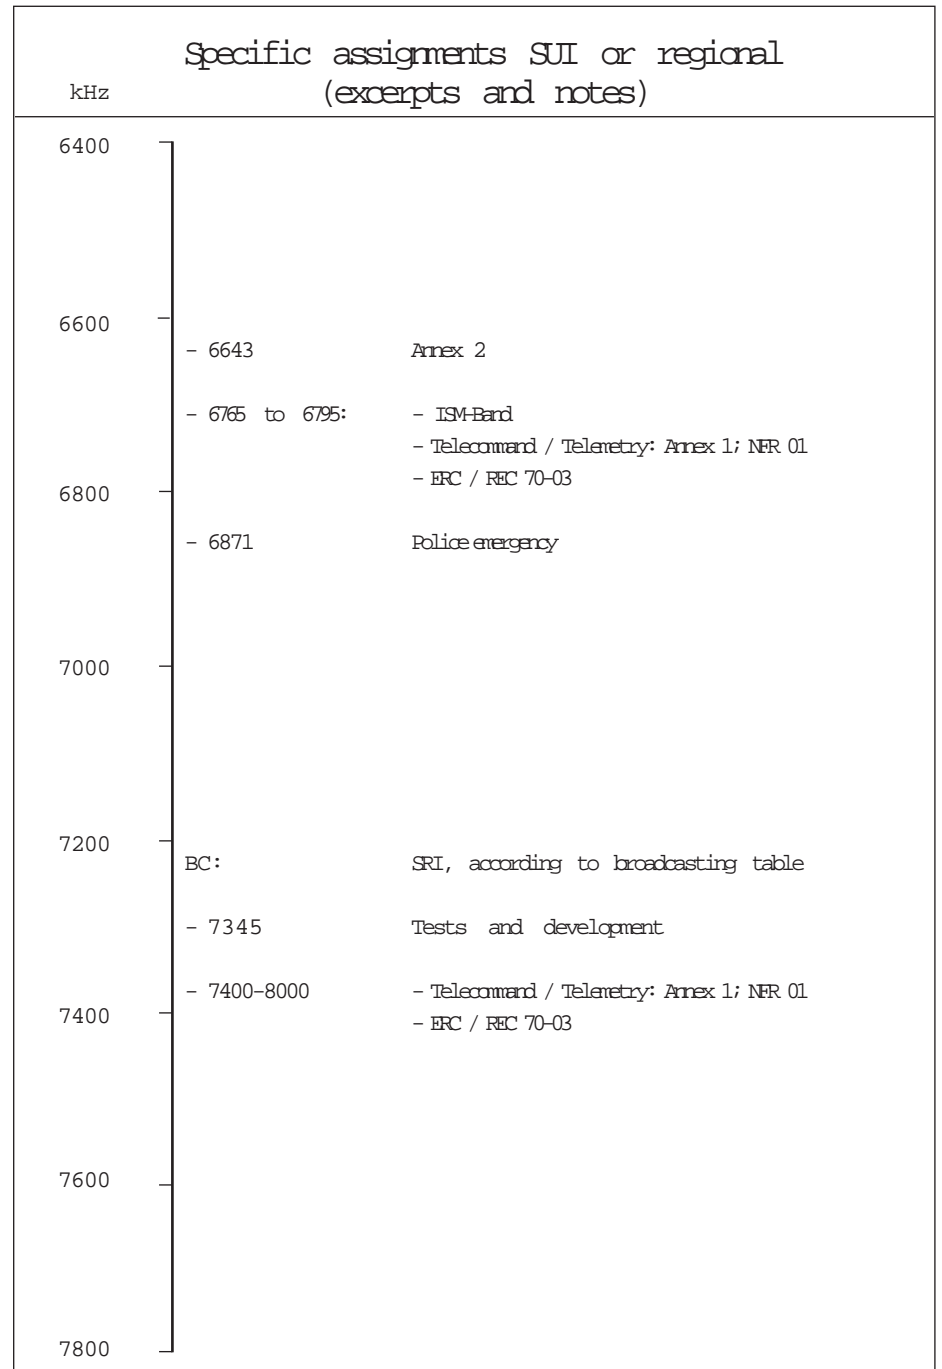 Specific assignments SUI or regional
kHz (excerpts and notes)
6400
6600
- 6643 Annex 2
- 6765 to 6795: - ISM-Band
- Telecommand / Telemetry: Annex 1; NFR 01
- ERC / REC 70-03
6800
- 6871 Police emergency
7000
7200
BC: SRI, according to broadcasting table
- 7345 Tests and development
- 7400-8000 - Telecommand / Telemetry: Annex 1; NFR 01
7400
- ERC / REC 70-03
7600
7800